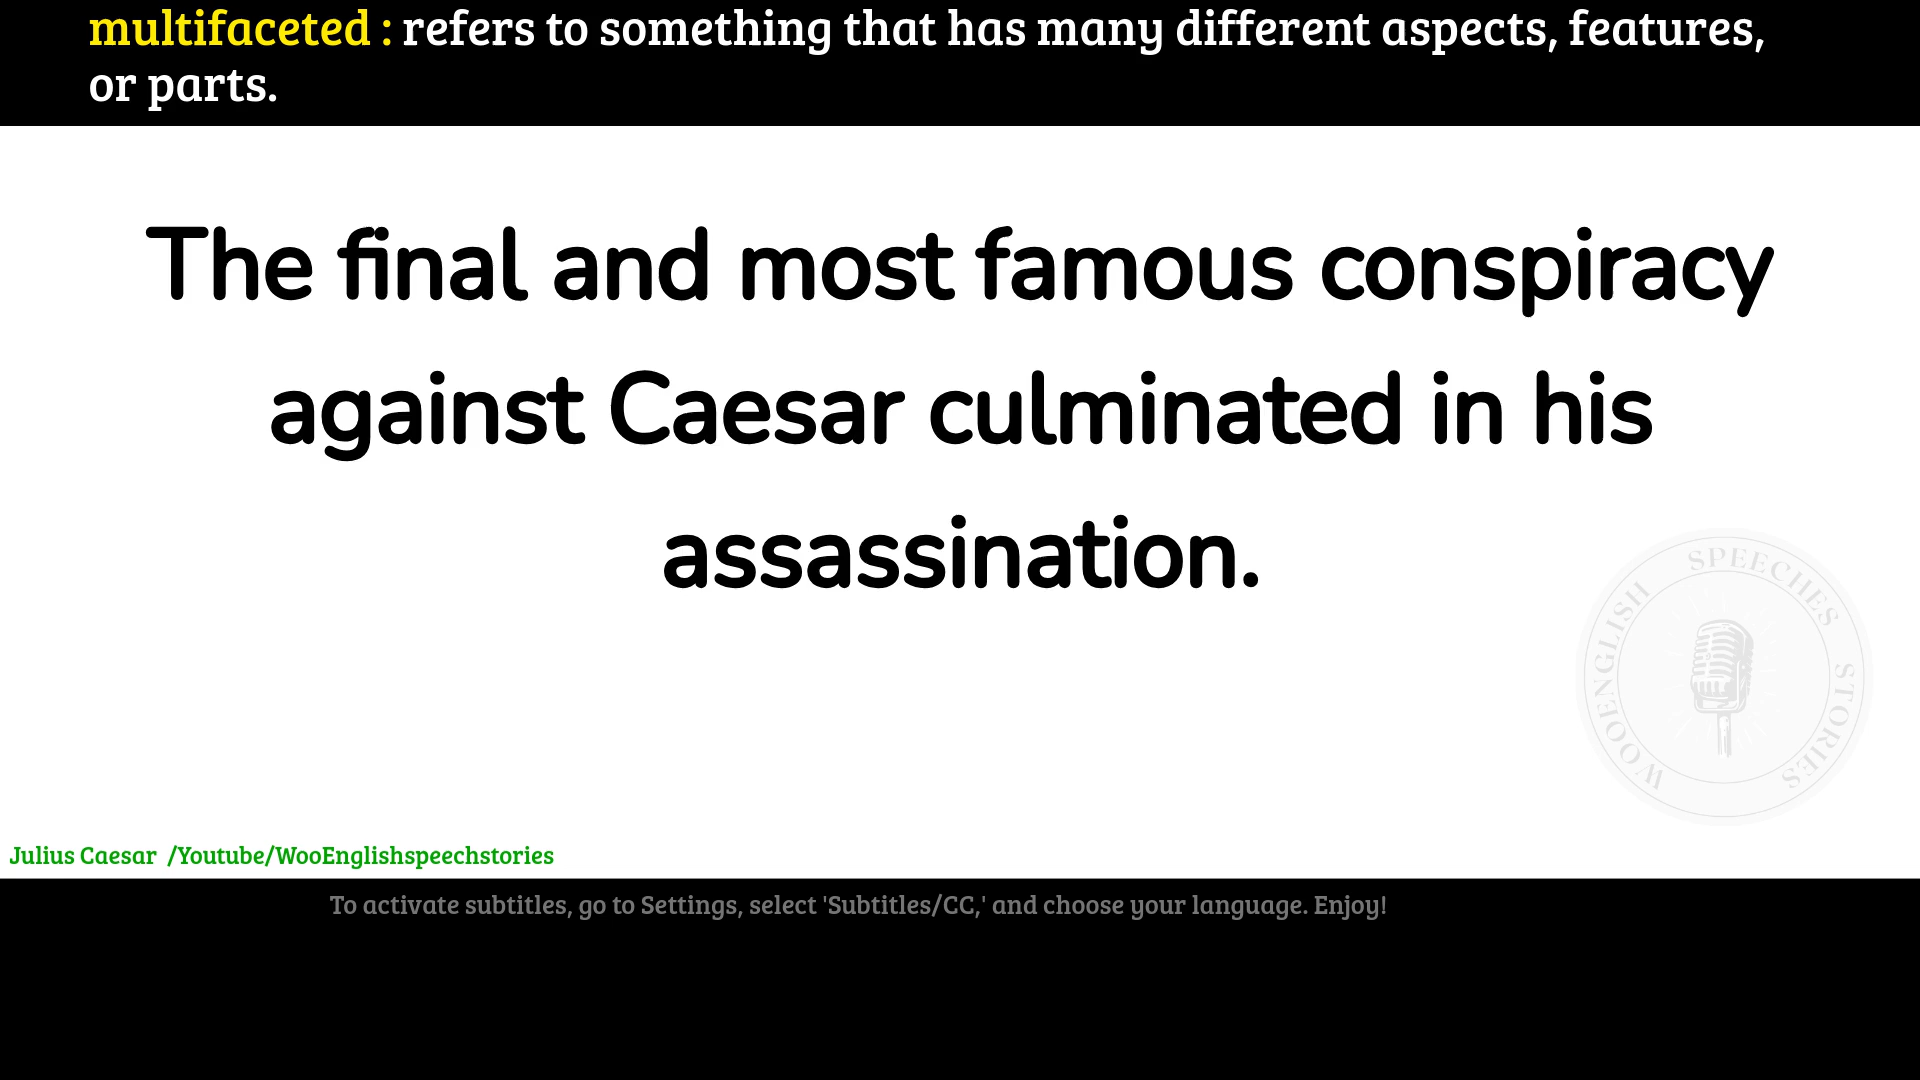 multifaceted : refers to something that has many different aspects, features,
or parts.
The final and most famous conspiracy
against Caesar culminated in his
assassination.
WOOENGLISH SPEECHES STORIES
Julius Caesar /Youtube/WooEnglishspeechstories
To activate subtitles, go to Settings, select 'Subtitles/CC,' and choose your language. Enjoy!